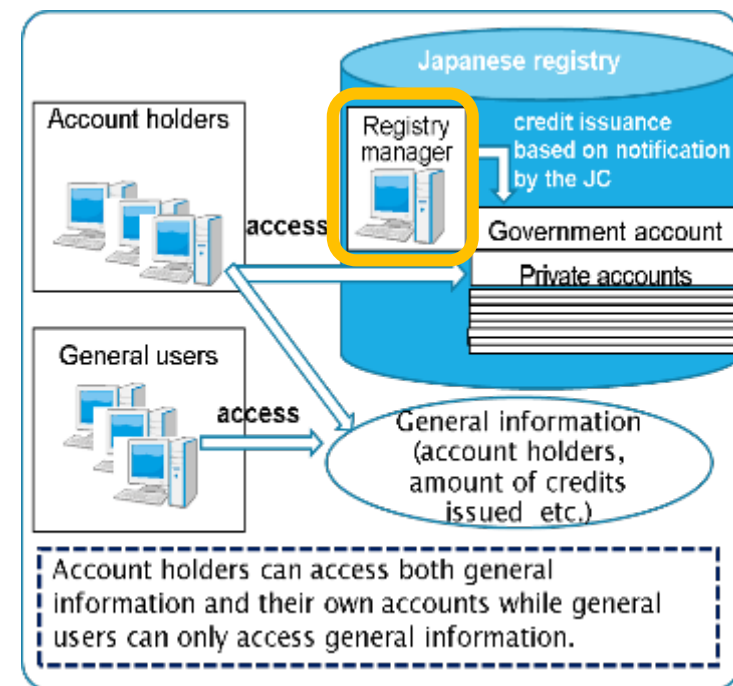 Japanese registry
Account holders
Registry
manager
credit issuance
based on notification
by the JC
access
Government account
Private accounts
General users
access
General information
(account holders,
amount of credits
issued etc.)
Account holders can access both general
information and their own accounts while general
users can only access general information.